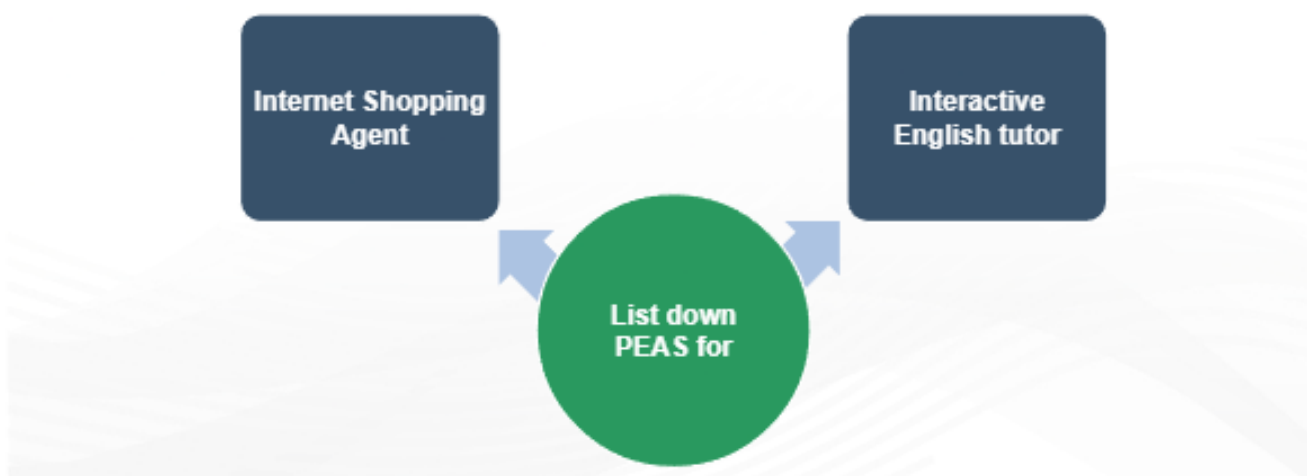 Internet Shopping
Agent
Interactive
English tutor
List down
PEAS for